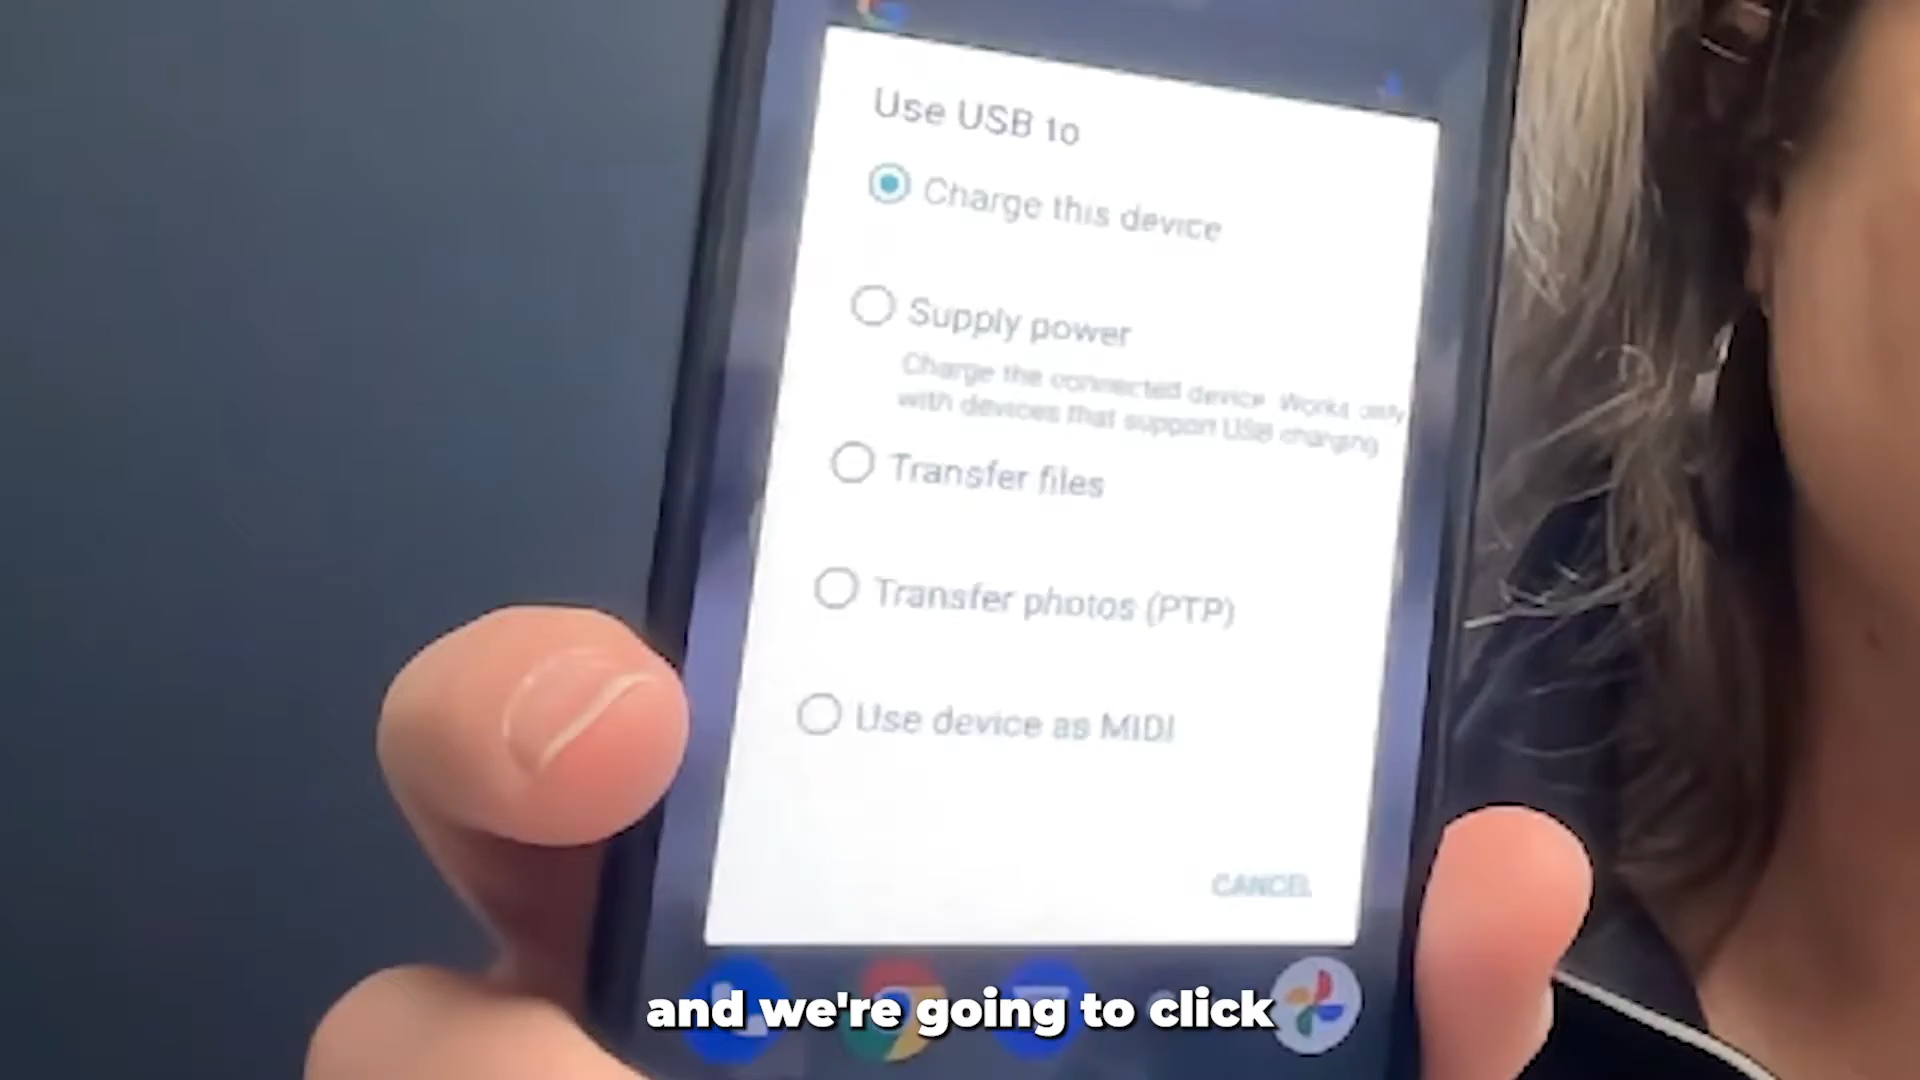 Use USB to
Charge this device
Supply power
Charge the connected device. Works only
with devices that support USB charging
Transfer files
Transfer photos (PTP)
Use device as MIDI
CANCEL
and we're going to click